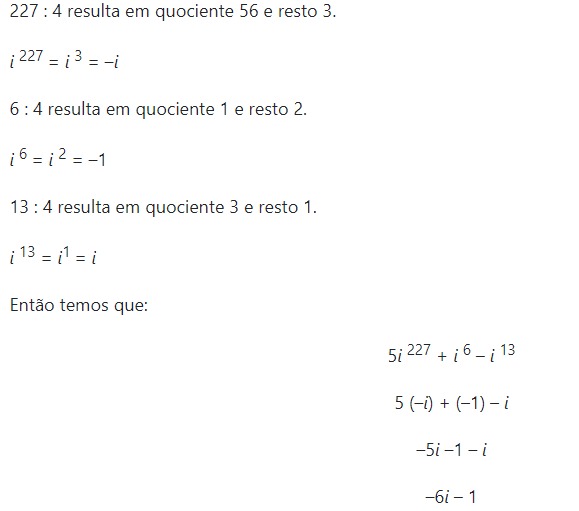 227 : 4 resulta em quociente 56 e resto 3.
i ²²⁷ = i ³ = –i
6 : 4 resulta em quociente 1 e resto 2.
i ⁶ = i ² = –1
13 : 4 resulta em quociente 3 e resto 1.
i ¹³ = i¹ = i
Então temos que:
5i ²²⁷ + i ⁶ – i ¹³
5 (–i) + (–1) – i
–5i –1 – i
–6i – 1